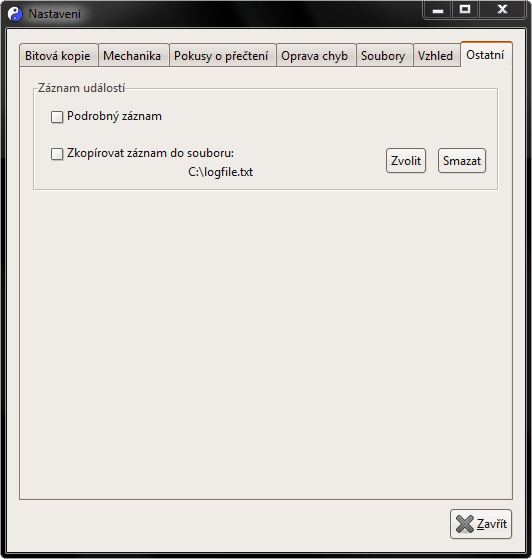 Nastavení
Bitová kopie Mechanika Pokusy o přečtení Oprava chyb Soubory Vzhled Ostatní
Záznam událostí
Podrobný záznam
Zkopírovat záznam do souboru: Zvolit Smazat
C:\logfile.txt
Zavřít